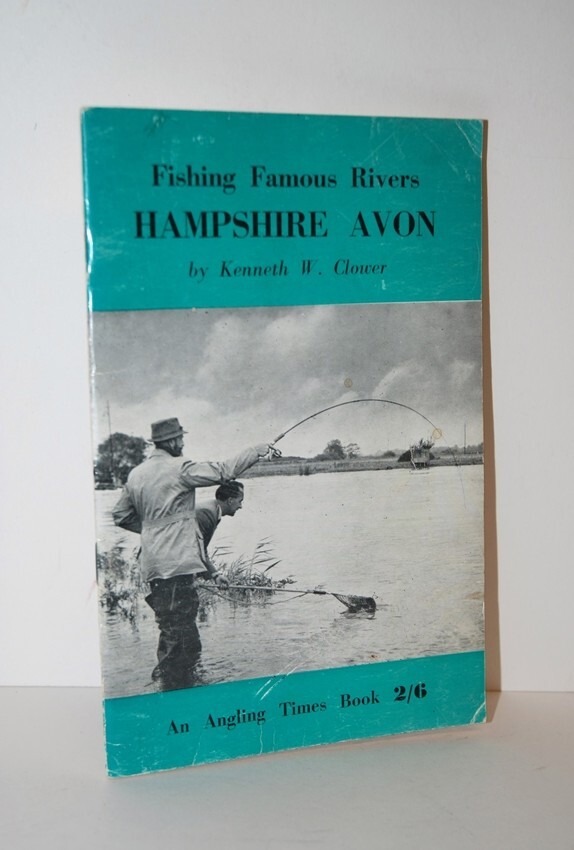 Fishing Famous Rivers
HAMPSHIRE AVON
by Kenneth W. Clower
An Angling Times Book 2/6